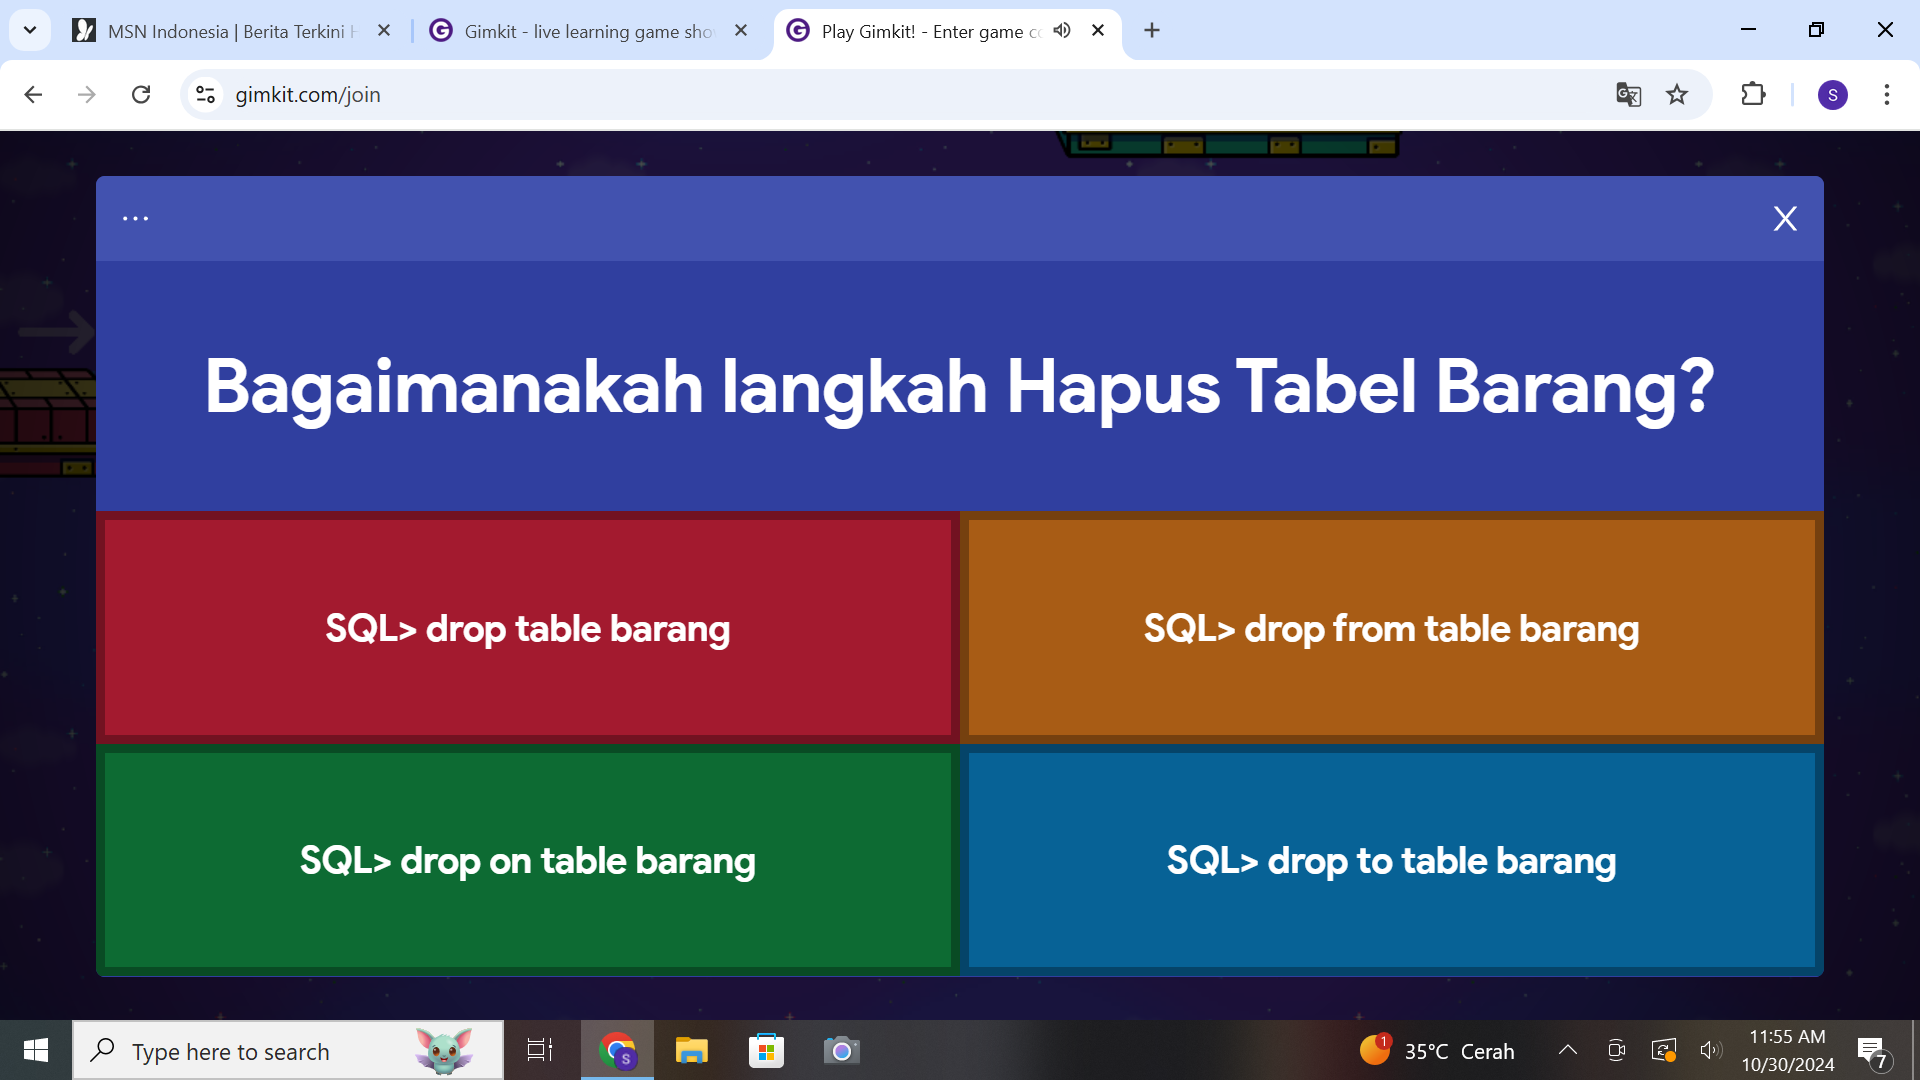 MSN Indonesia | Berita Terkini H
Gimkit - live learning game sho
Play Gimkit! - Enter game co
gimkit.com/join
S
...
X
Bagaimanakah langkah Hapus Tabel Barang?
SQL> drop table barang
SQL> drop from table barang
SQL> drop on table barang
SQL> drop to table barang
Type here to search
S
1
35°C Cerah
11:55 AM
10/30/2024
7